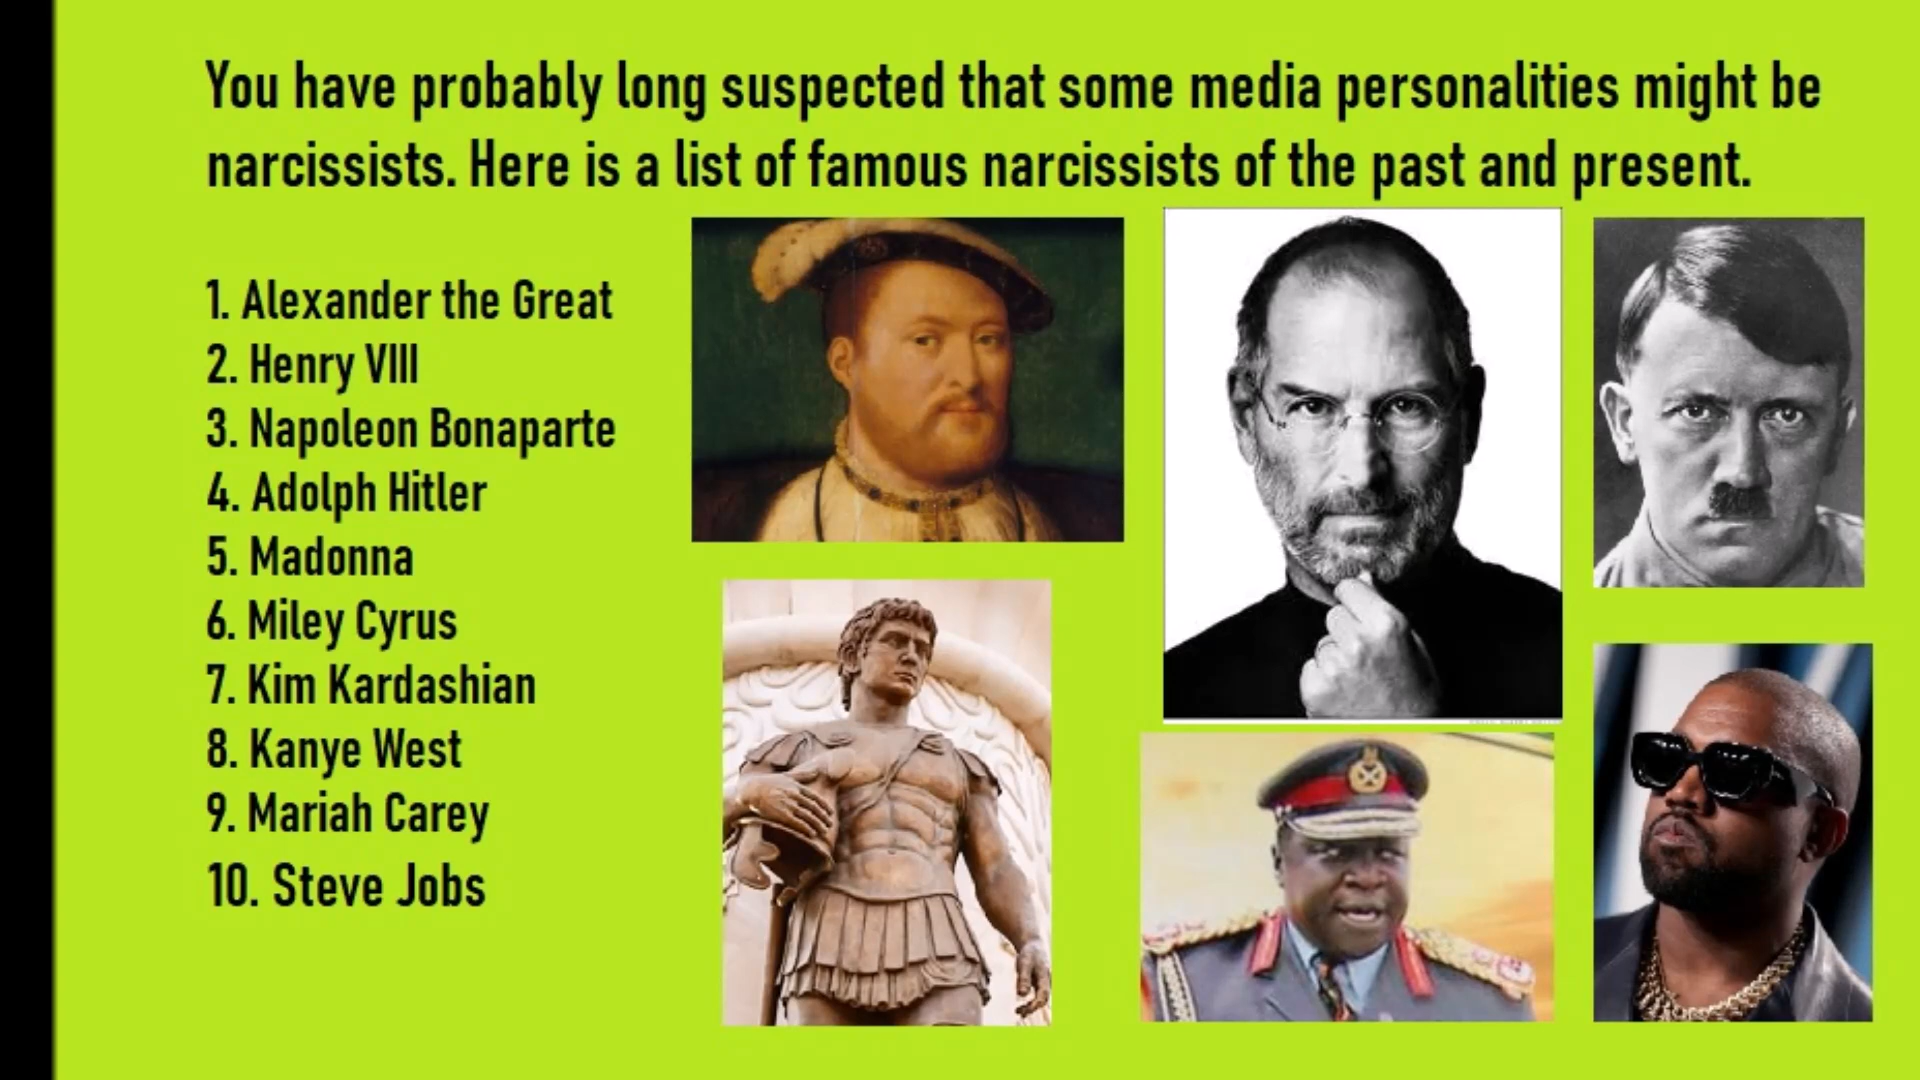 You have probably long suspected that some media personalities might be
narcissists. Here is a list of famous narcissists of the past and present.
1. Alexander the Great
2. Henry VIII
3. Napoleon Bonaparte
4. Adolph Hitler
5. Madonna
6. Miley Cyrus
7. Kim Kardashian
8. Kanye West
9. Mariah Carey
10. Steve Jobs